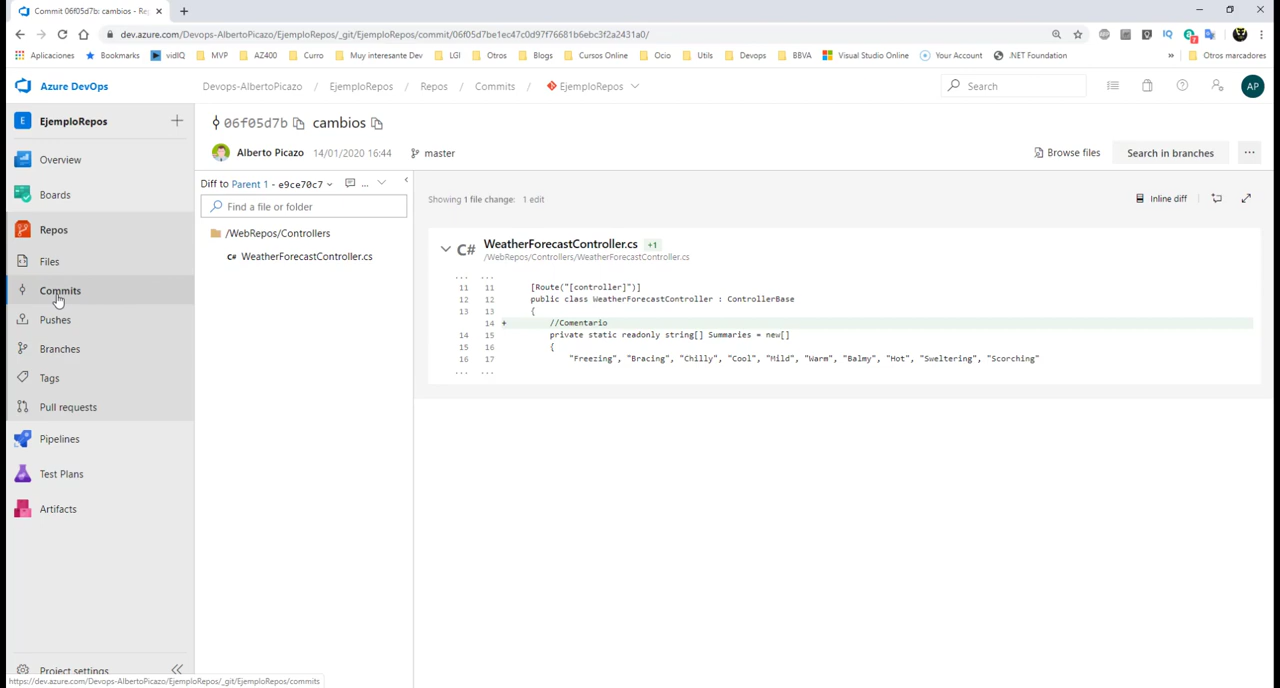 Commit 06f05d7b: cambios - Re
dev.azure.com/Devops-AlbertoPicazo/EjemploRepos/_git/EjemploRepos/commit/06f05d7be1ec47c0d97f76681b6ebc3f2a2431a0/
Aplicaciones Bookmarks vidIQ MVP AZ400 Curro Muy interesante Dev LGI Otros Blogs Cursos Online Ocio Utils Devops BBVA Visual Studio Online Your Account .NET Foundation » Otros marcadores
Azure DevOps
Devops-AlbertoPicazo / EjemploRepos / Repos / Commits / EjemploRepos
Search
AP
E EjemploRepos
Overview
Boards
Repos
Files
Commits
Pushes
Branches
Tags
Pull requests
Pipelines
Test Plans
Artifacts
Project settings
https://dev.azure.com/Devops-AlbertoPicazo/EjemploRepos/_git/EjemploRepos/commits
06f05d7b cambios
Alberto Picazo 14/01/2020 16:44 master
Browse files
Search in branches
...
Diff to Parent 1 - e9ce70c7
...
Find a file or folder
/WebRepos/Controllers
C# WeatherForecastController.cs
Showing 1 file change: 1 edit
Inline diff
C# WeatherForecastController.cs +1
/WebRepos/Controllers/WeatherForecastController.cs
... ...
11 11 [Route("[controller]")]
12 12 public class WeatherForecastController : ControllerBase
13 13 {
14 + //Comentario
14 15 private static readonly string[] Summaries = new[]
15 16 {
16 17 "Freezing", "Bracing", "Chilly", "Cool", "Mild", "Warm", "Balmy", "Hot", "Sweltering", "Scorching"
... ...